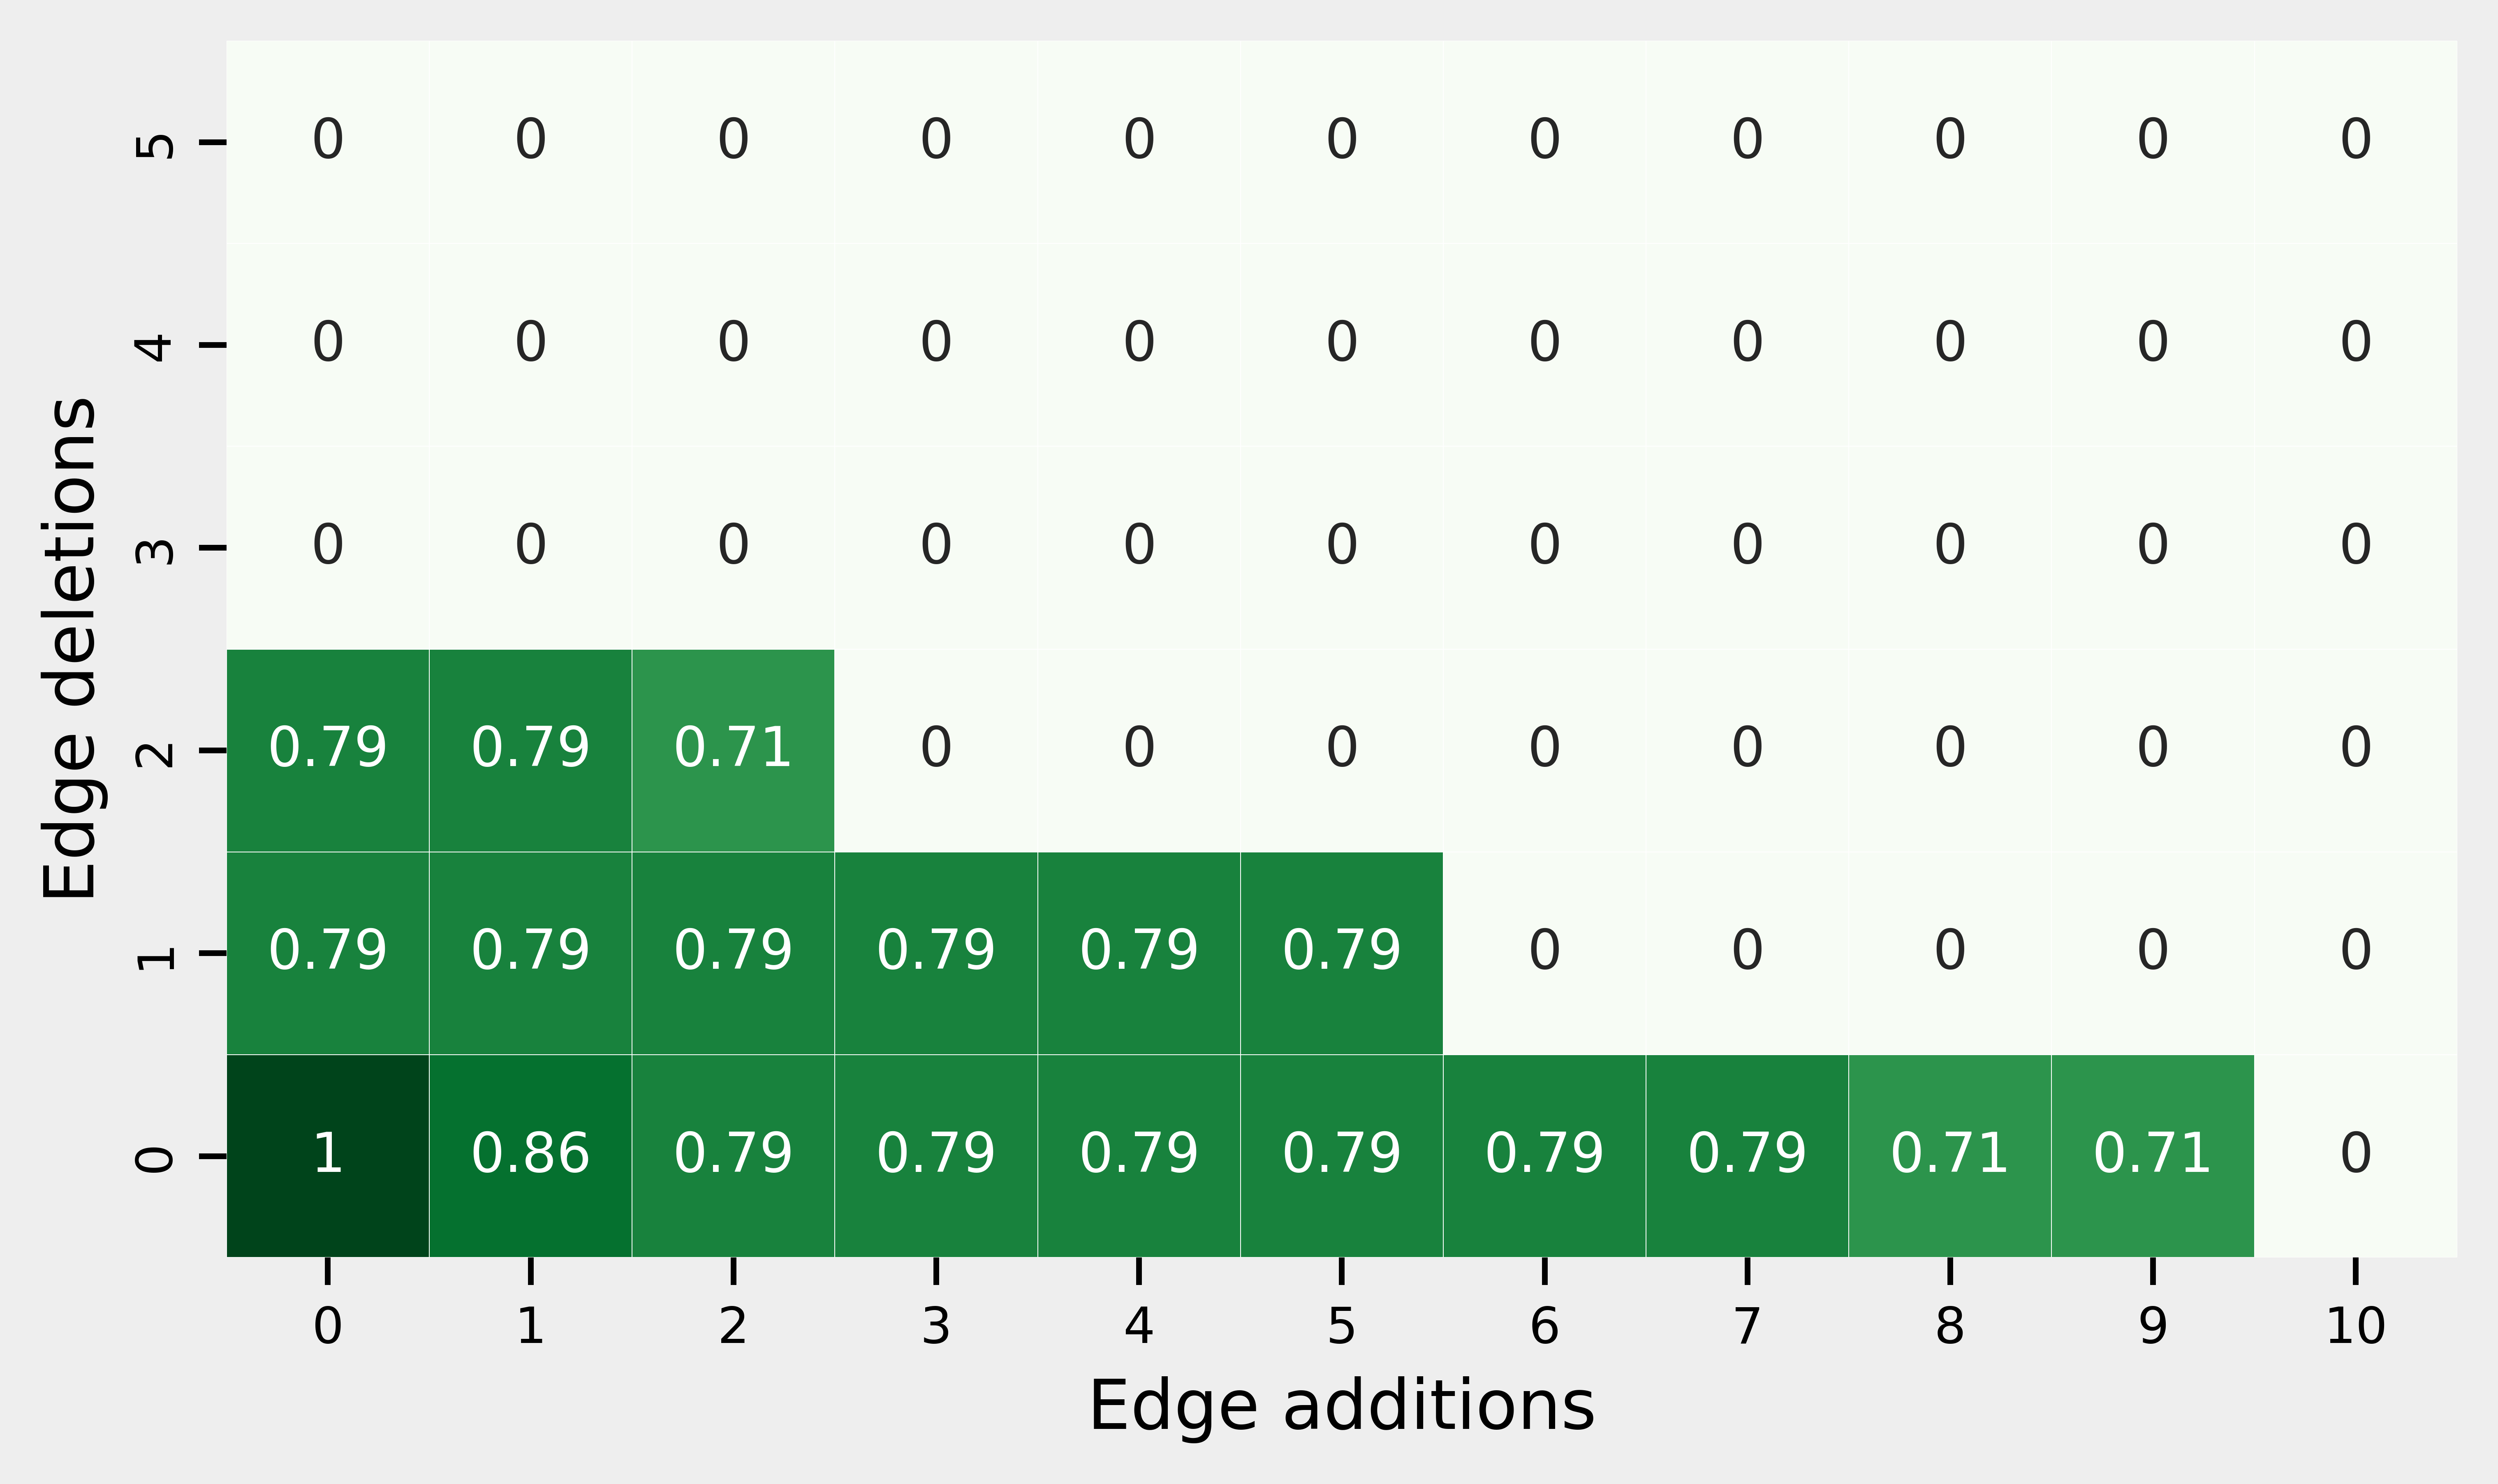 Edge deletions
5 0 0 0 0 0 0 0 0 0 0 0
4 0 0 0 0 0 0 0 0 0 0 0
3 0 0 0 0 0 0 0 0 0 0 0
2 0.79 0.79 0.71 0 0 0 0 0 0 0 0
1 0.79 0.79 0.79 0.79 0.79 0.79 0 0 0 0 0
0 1 0.86 0.79 0.79 0.79 0.79 0.79 0.79 0.71 0.71 0
0 1 2 3 4 5 6 7 8 9 10
Edge additions